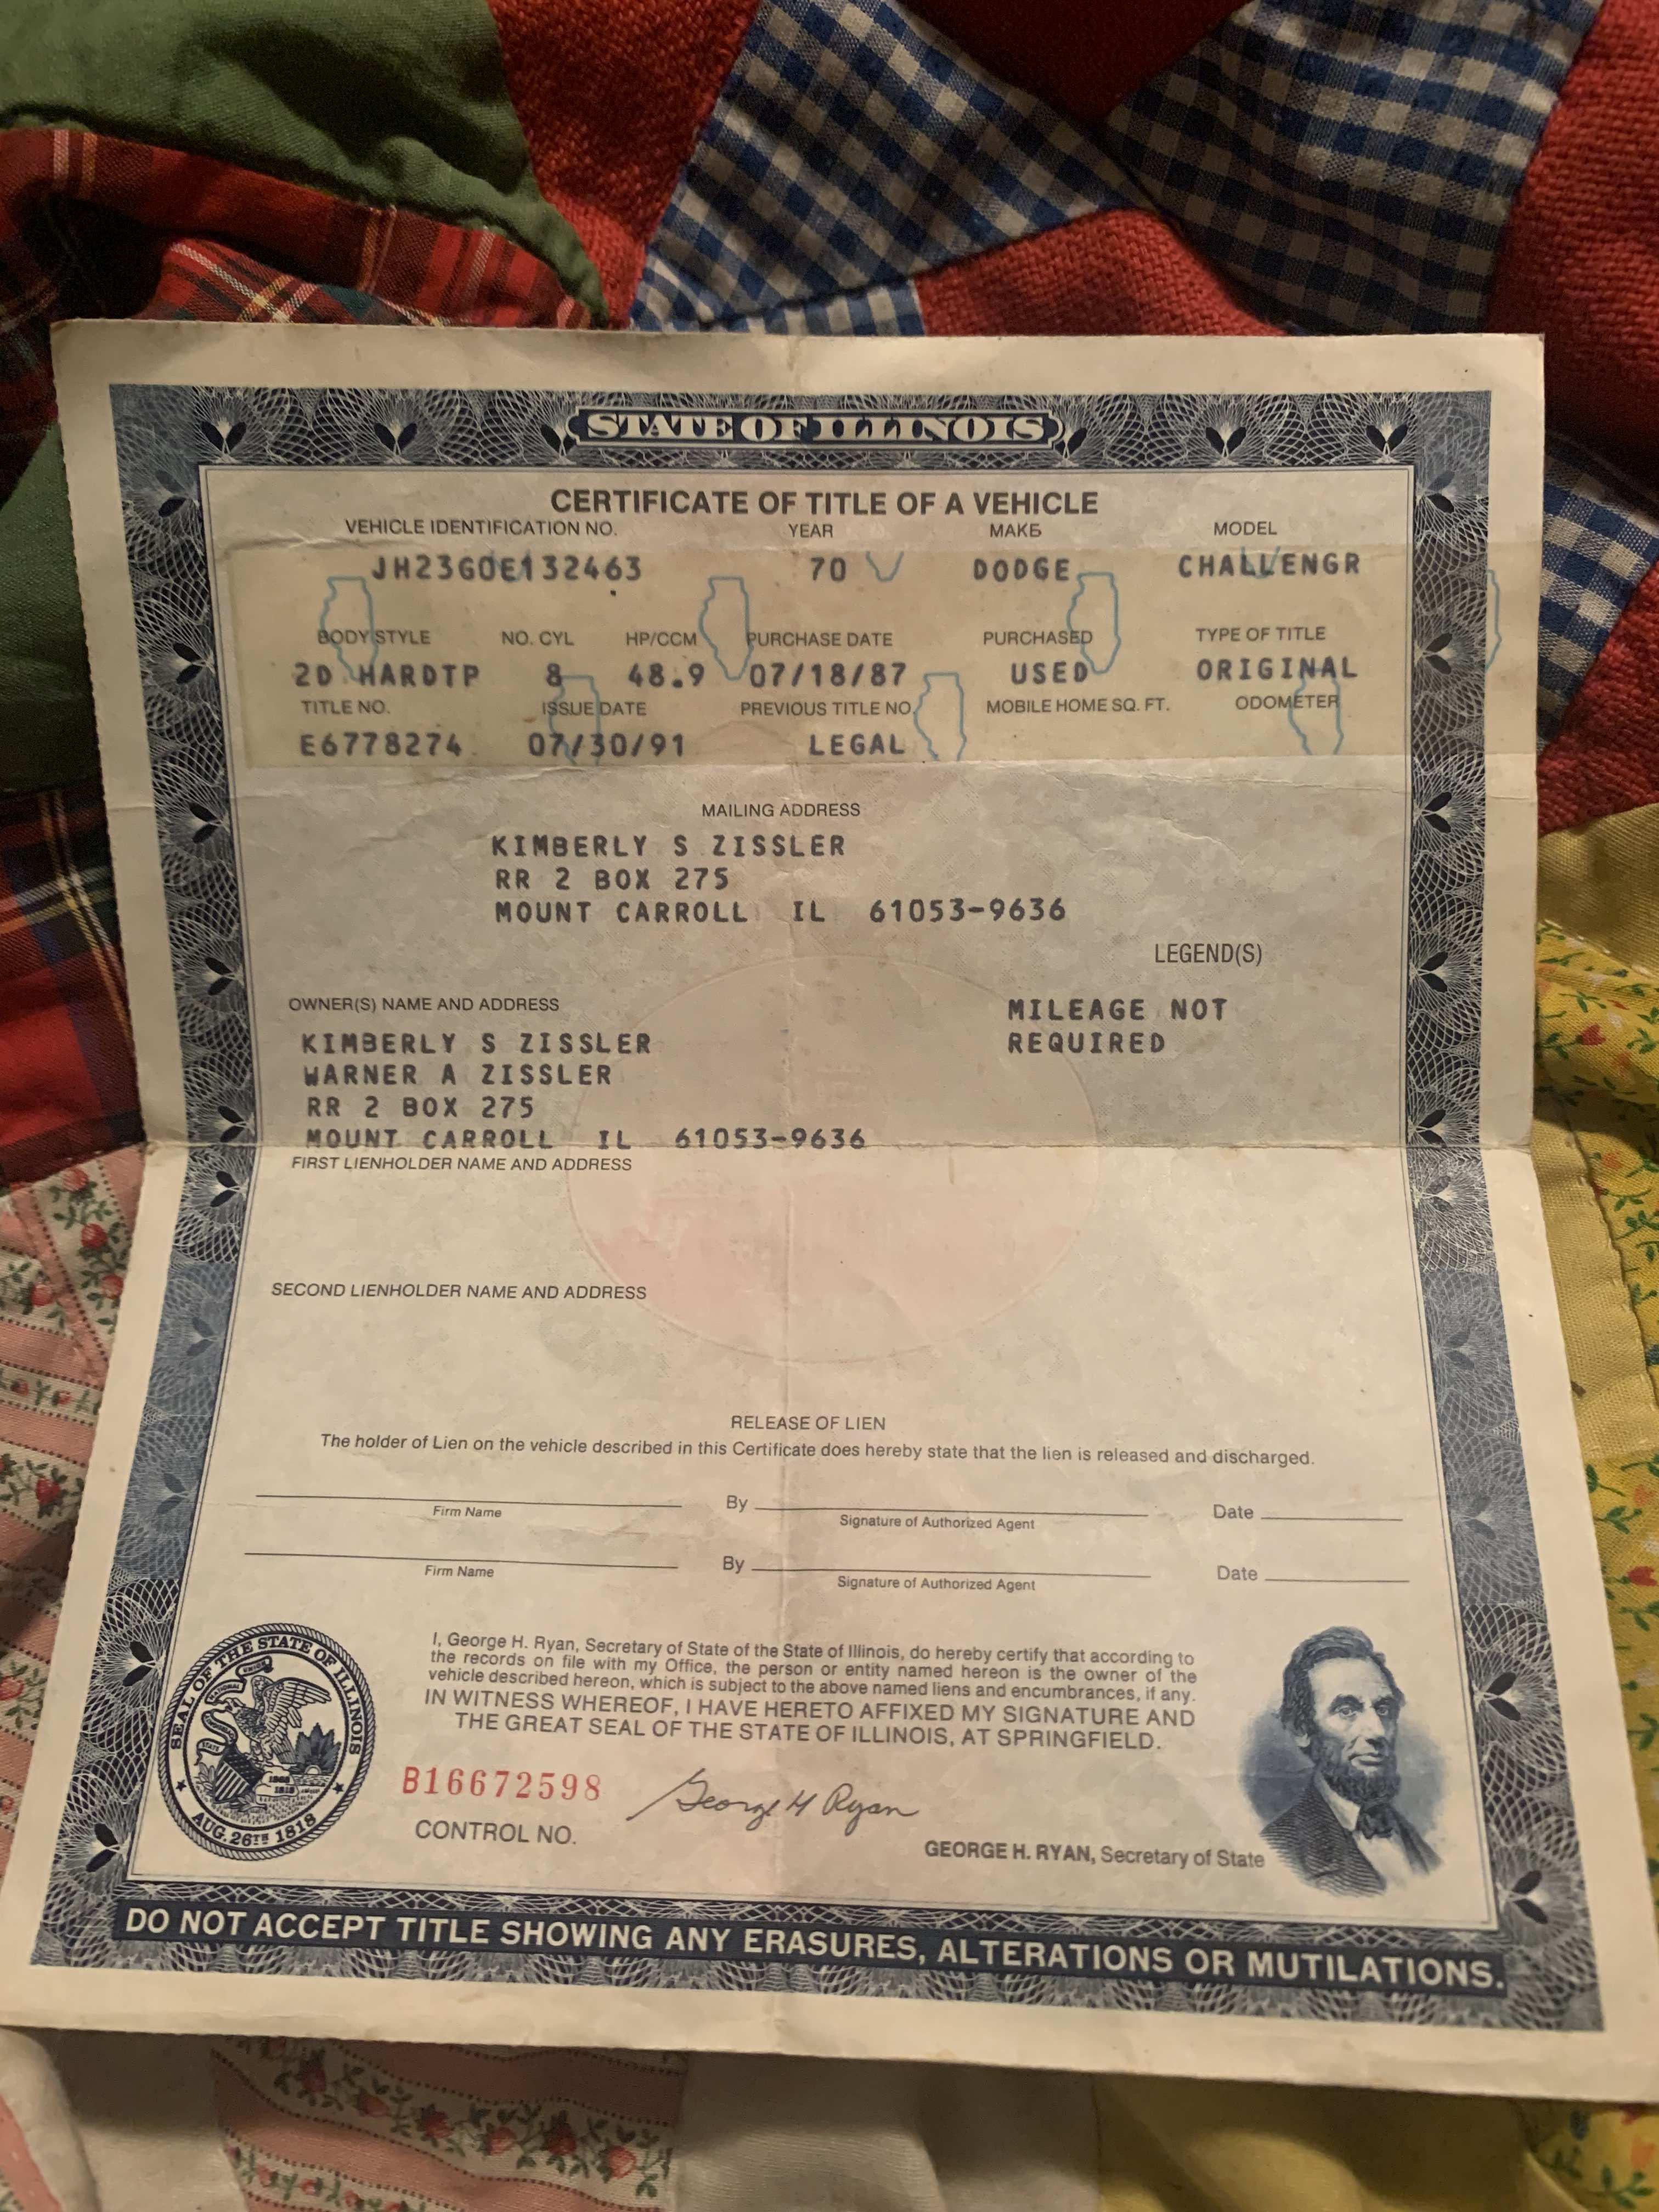 STATE OF ILLINOIS
CERTIFICATE OF TITLE OF A VEHICLE
VEHICLE IDENTIFICATION NO. YEAR MAKE MODEL
JH23G0E132463 70 DODGE CHALLENGR
BODY STYLE NO. CYL HP/CCM PURCHASE DATE PURCHASED TYPE OF TITLE
2D HARDTP 8 48.9 07/18/87 USED ORIGINAL
TITLE NO. ISSUE DATE PREVIOUS TITLE NO. MOBILE HOME SQ. FT. ODOMETER
E6778274 07/30/91 LEGAL
MAILING ADDRESS
KIMBERLY S ZISSLER
RR 2 BOX 275
MOUNT CARROLL IL 61053-9636
LEGEND(S)
OWNER(S) NAME AND ADDRESS
MILEAGE NOT
REQUIRED
KIMBERLY S ZISSLER
WARNER A ZISSLER
RR 2 BOX 275
MOUNT CARROLL IL 61053-9636
FIRST LIENHOLDER NAME AND ADDRESS
SECOND LIENHOLDER NAME AND ADDRESS
RELEASE OF LIEN
The holder of Lien on the vehicle described in this Certificate does hereby state that the lien is released and discharged.
By Date
Firm Name Signature of Authorized Agent
By Date
Firm Name Signature of Authorized Agent
I, George H. Ryan, Secretary of State of the State of Illinois, do hereby certify that according to
the records on file with my Office, the person or entity named hereon is the owner of the
vehicle described hereon, which is subject to the above named liens and encumbrances, if any.
IN WITNESS WHEREOF, I HAVE HERETO AFFIXED MY SIGNATURE AND
THE GREAT SEAL OF THE STATE OF ILLINOIS, AT SPRINGFIELD.
SEAL OF THE STATE OF ILLINOIS
1868
1818
AUG. 26TH 1818
B16672598
George H Ryan
CONTROL NO.
GEORGE H. RYAN, Secretary of State
DO NOT ACCEPT TITLE SHOWING ANY ERASURES, ALTERATIONS OR MUTILATIONS.